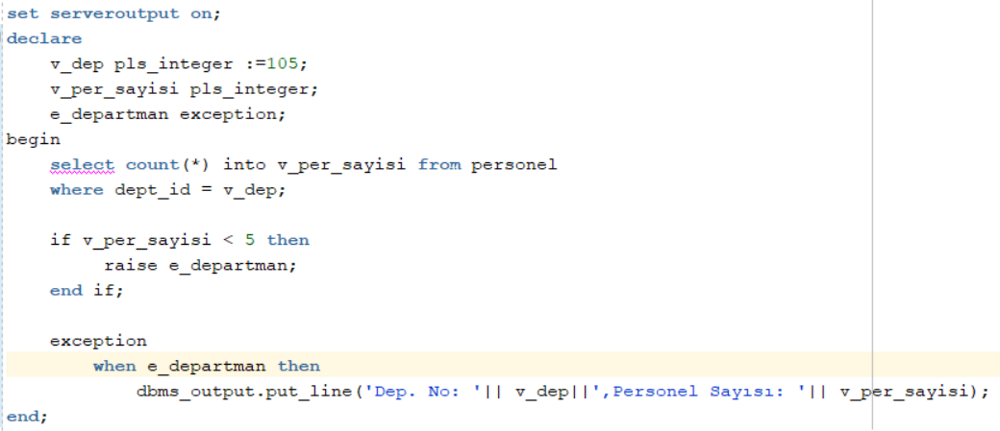 set serveroutput on;
declare
v_dep pls_integer :=105;
v_per_sayisi pls_integer;
e_departman exception;
begin
select count(*) into v_per_sayisi from personel
where dept_id = v_dep;
if v_per_sayisi < 5 then
raise e_departman;
end if;
exception
when e_departman then
dbms_output.put_line('Dep. No: '|| v_dep||',Personel Sayısı: '|| v_per_sayisi);
end;